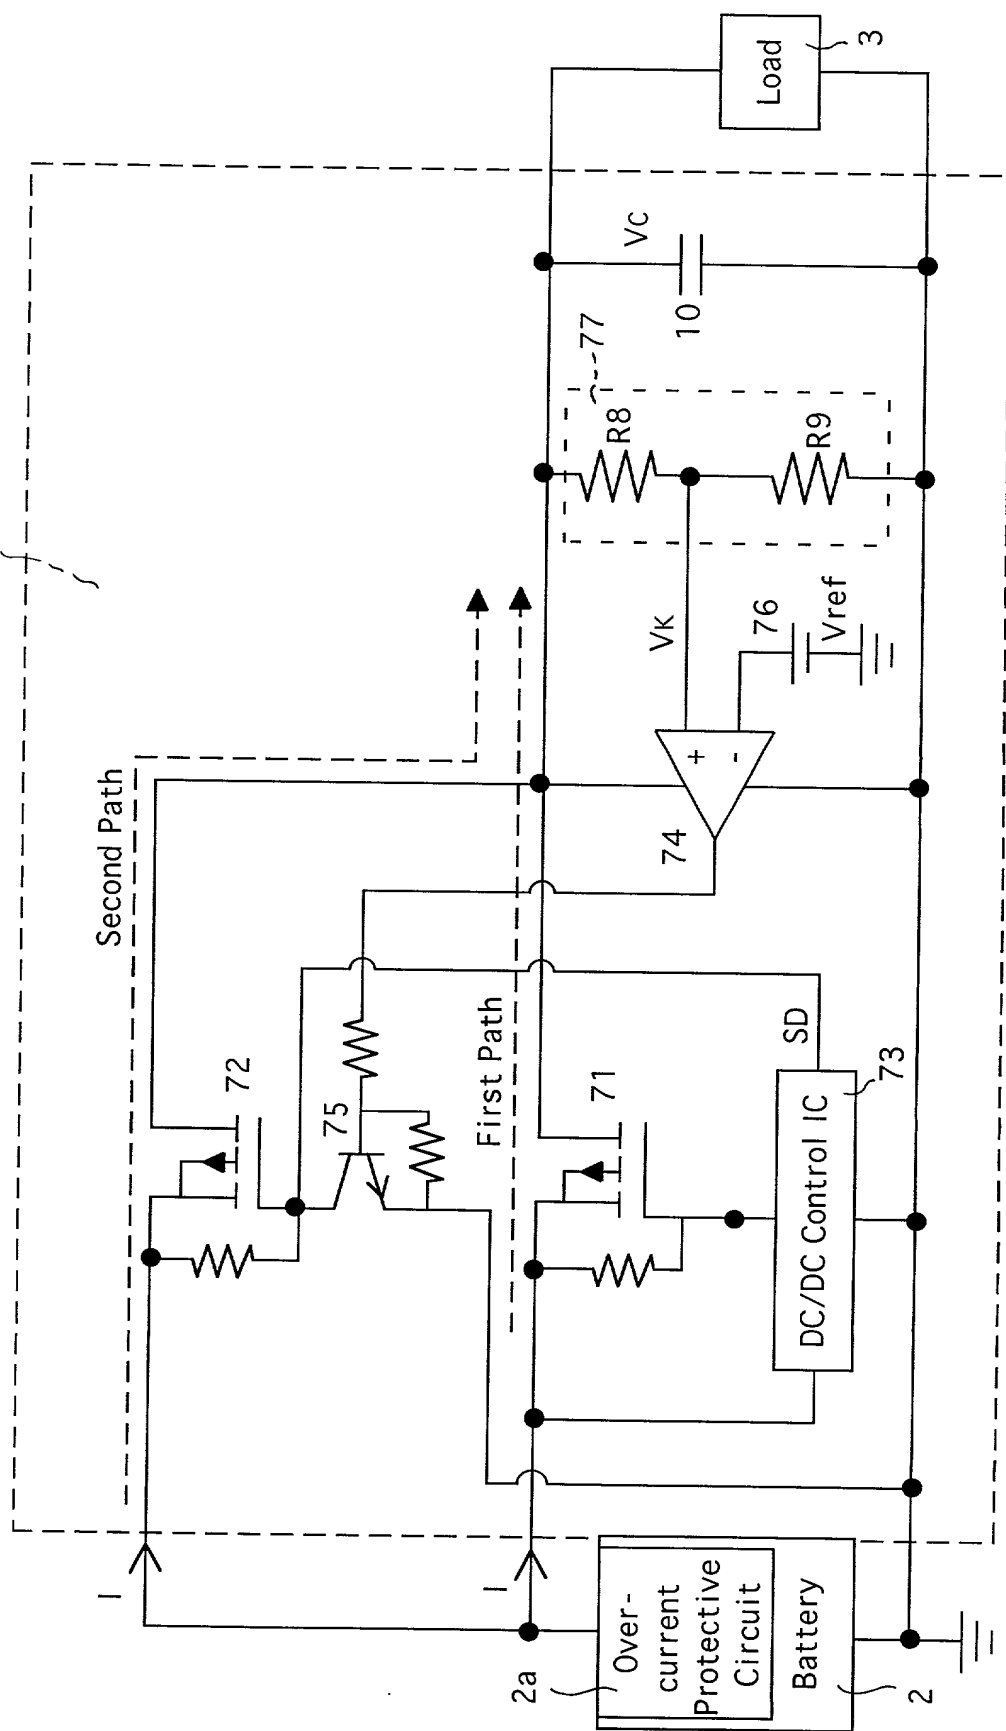 Second Path
First Path
I
I
72
75
71
74
VK
76
Vref
77
R8
R9
VC
10
Load
3
SD
73
DC/DC Control IC
2a
Over-
current
Protective
Circuit
Battery
2